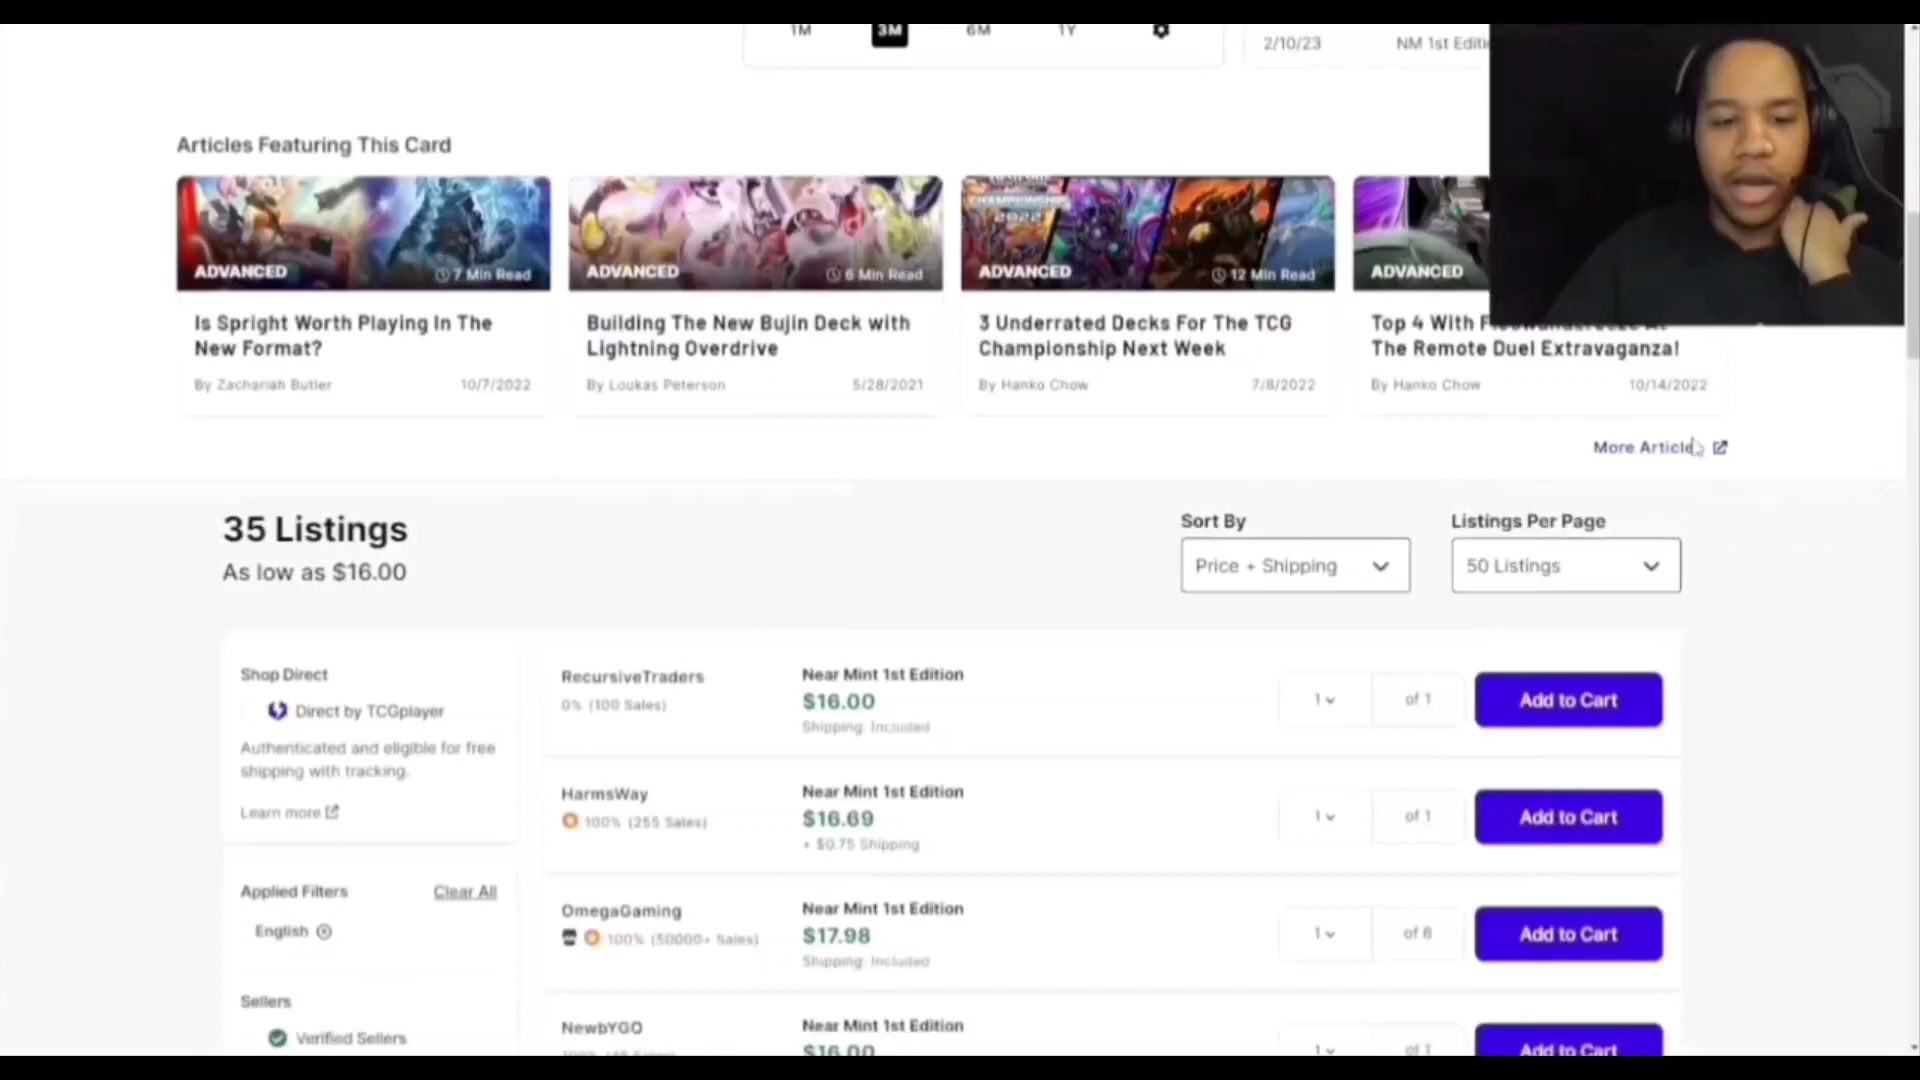 1M 3M 6M 1Y
2/10/23 NM 1st Editi
Articles Featuring This Card
ADVANCED 7 Min Read
ADVANCED 6 Min Read
CHAMPIONSHIP
2022
ADVANCED 12 Min Read
ADVANCED
Is Spright Worth Playing In The
New Format?
By Zachariah Butler 10/7/2022
Building The New Bujin Deck with
Lightning Overdrive
By Loukas Peterson 5/28/2021
3 Underrated Decks For The TCG
Championship Next Week
By Hanko Chow 7/8/2022
Top 4 With
The Remote Duel Extravaganza!
By Hanko Chow 10/14/2022
More Article
35 Listings
As low as $16.00
Sort By
Price + Shipping
Listings Per Page
50 Listings
Shop Direct
Direct by TCGplayer
Authenticated and eligible for free
shipping with tracking.
Learn more
Applied Filters Clear All
English
Sellers
Verified Sellers
RecursiveTraders
0% (100 Sales)
Near Mint 1st Edition
$16.00
Shipping: Included
1 of 1 Add to Cart
HarmsWay
100% (255 Sales)
Near Mint 1st Edition
$16.69
+ $0.75 Shipping
1 of 1 Add to Cart
OmegaGaming
100% (50000+ Sales)
Near Mint 1st Edition
$17.98
Shipping: Included
1 of 6 Add to Cart
NewbYGO
Near Mint 1st Edition
$16.00
1 of 1 Add to Cart